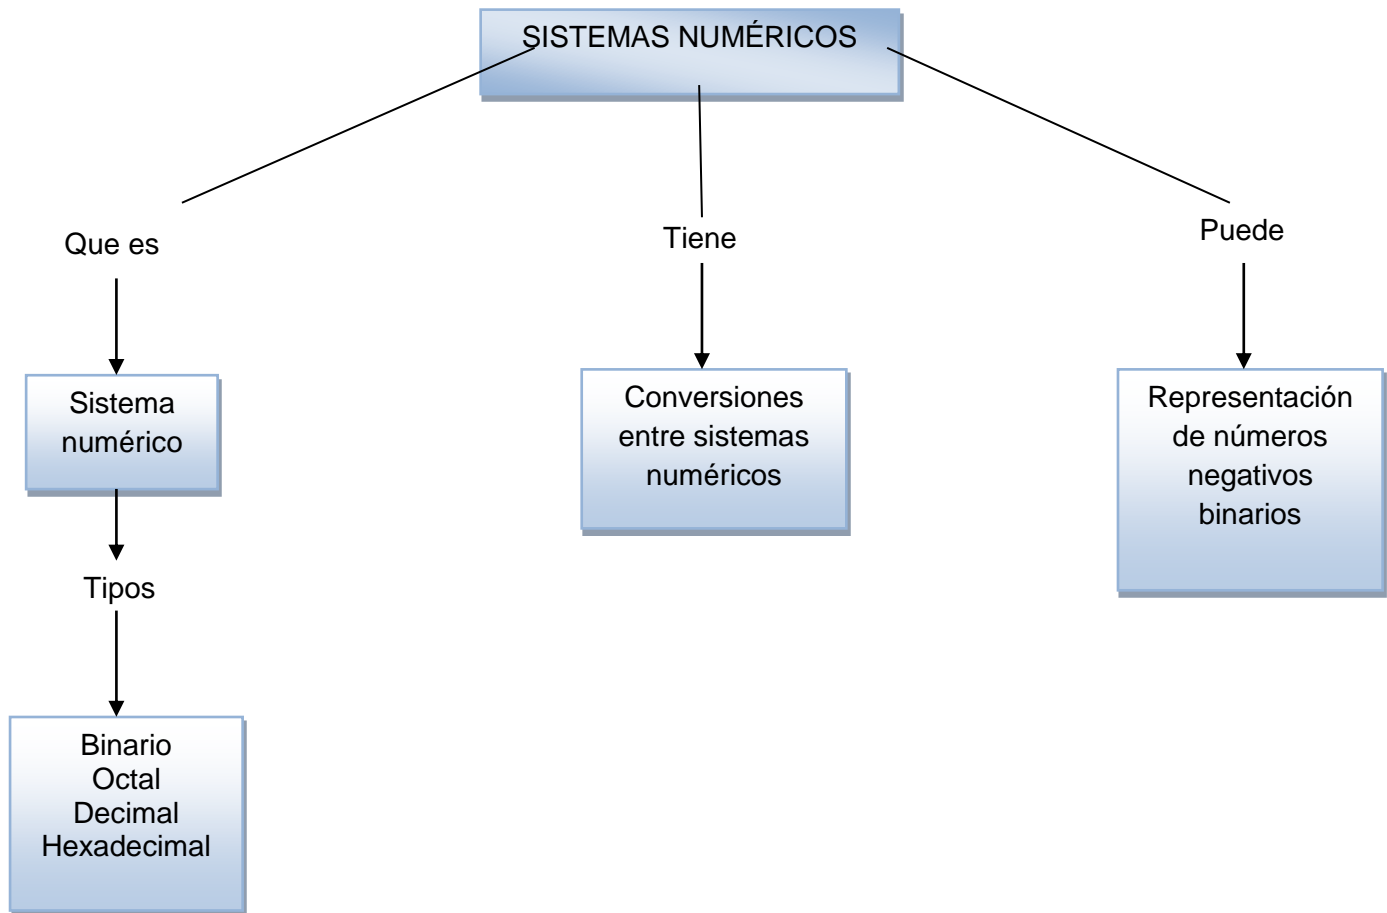 SISTEMAS NUMÉRICOS
Que es
Tiene
Puede
Sistema
numérico
Conversiones
entre sistemas
numéricos
Representación
de números
negativos
binarios
Tipos
Binario
Octal
Decimal
Hexadecimal